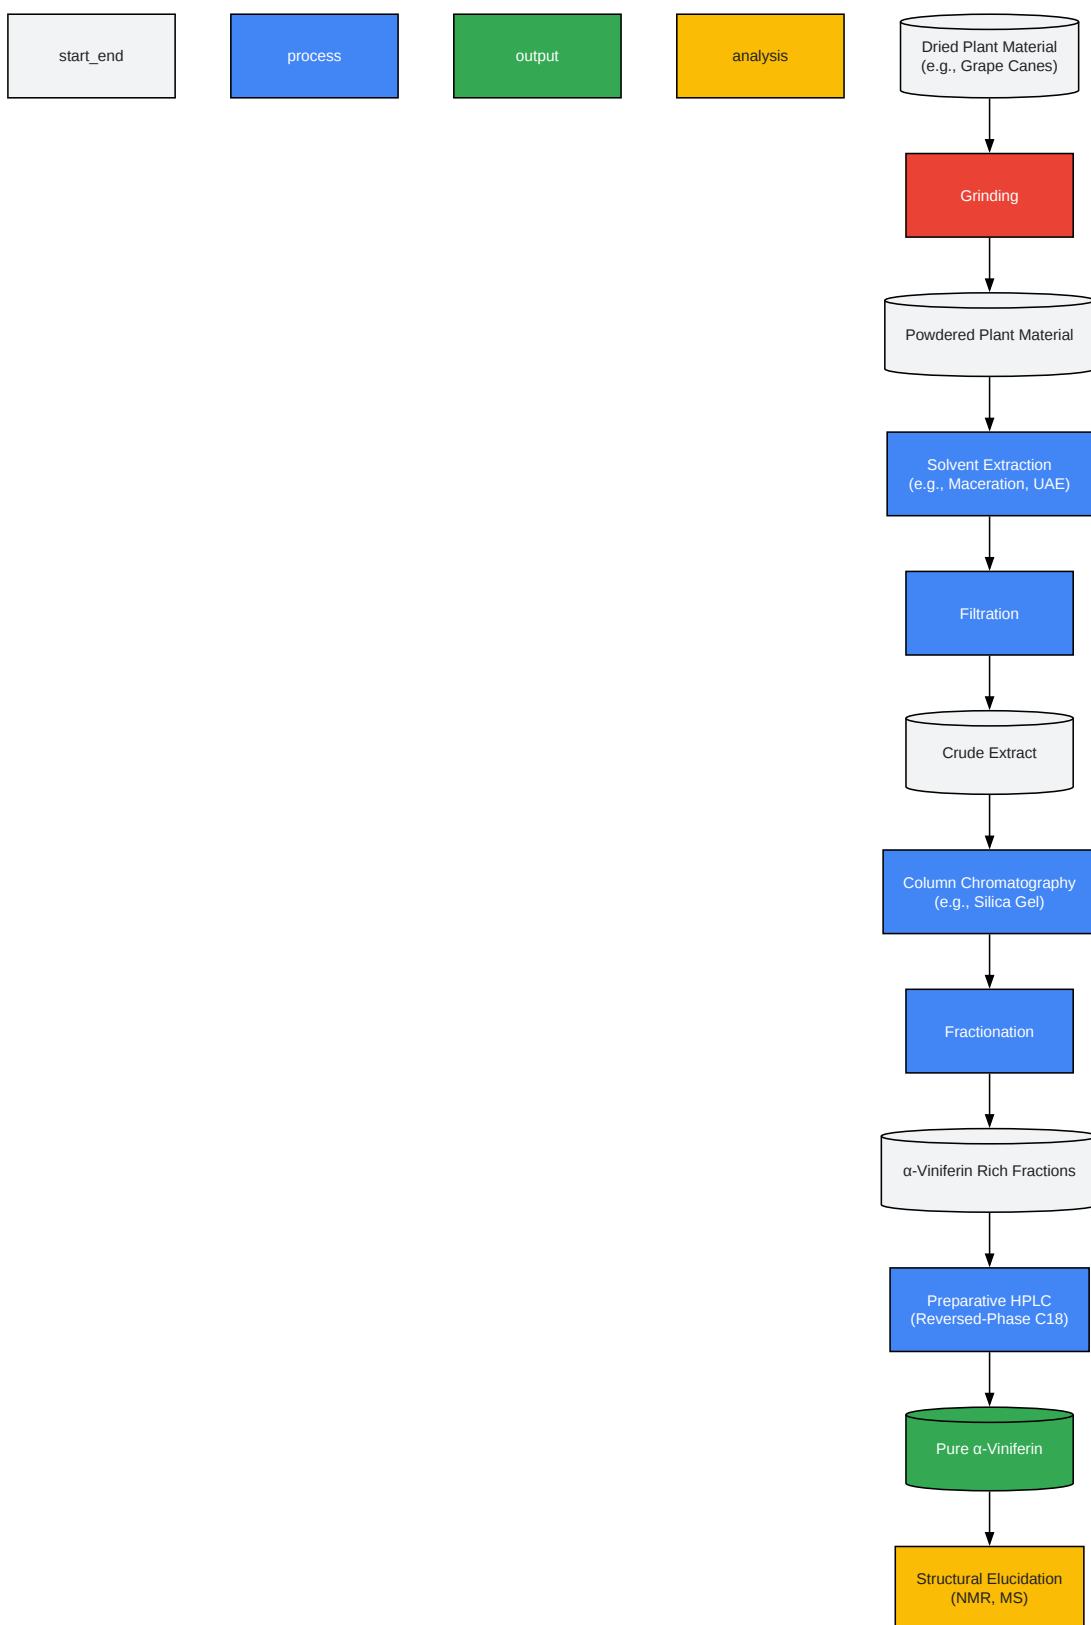 start_end
process
output
analysis
Dried Plant Material
(e.g., Grape Canes)
Grinding
Powdered Plant Material
Solvent Extraction
(e.g., Maceration, UAE)
Filtration
Crude Extract
Column Chromatography
(e.g., Silica Gel)
Fractionation
α-Viniferin Rich Fractions
Preparative HPLC
(Reversed-Phase C18)
Pure α-Viniferin
Structural Elucidation
(NMR, MS)